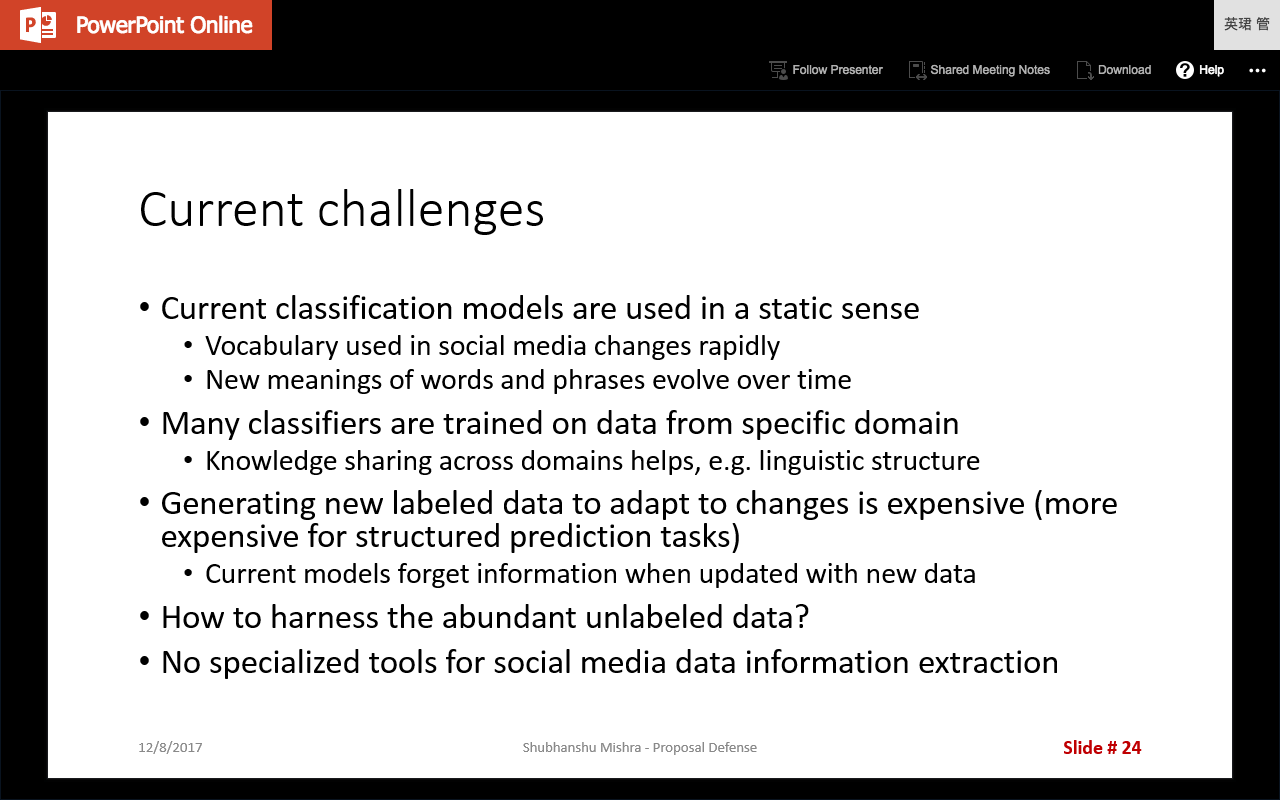 PowerPoint Online
英珺 管
Follow Presenter
Shared Meeting Notes
Download
Help
Current challenges
• Current classification models are used in a static sense
• Vocabulary used in social media changes rapidly
• New meanings of words and phrases evolve over time
• Many classifiers are trained on data from specific domain
• Knowledge sharing across domains helps, e.g. linguistic structure
• Generating new labeled data to adapt to changes is expensive (more
expensive for structured prediction tasks)
• Current models forget information when updated with new data
• How to harness the abundant unlabeled data?
• No specialized tools for social media data information extraction
12/8/2017
Shubhanshu Mishra - Proposal Defense
Slide # 24